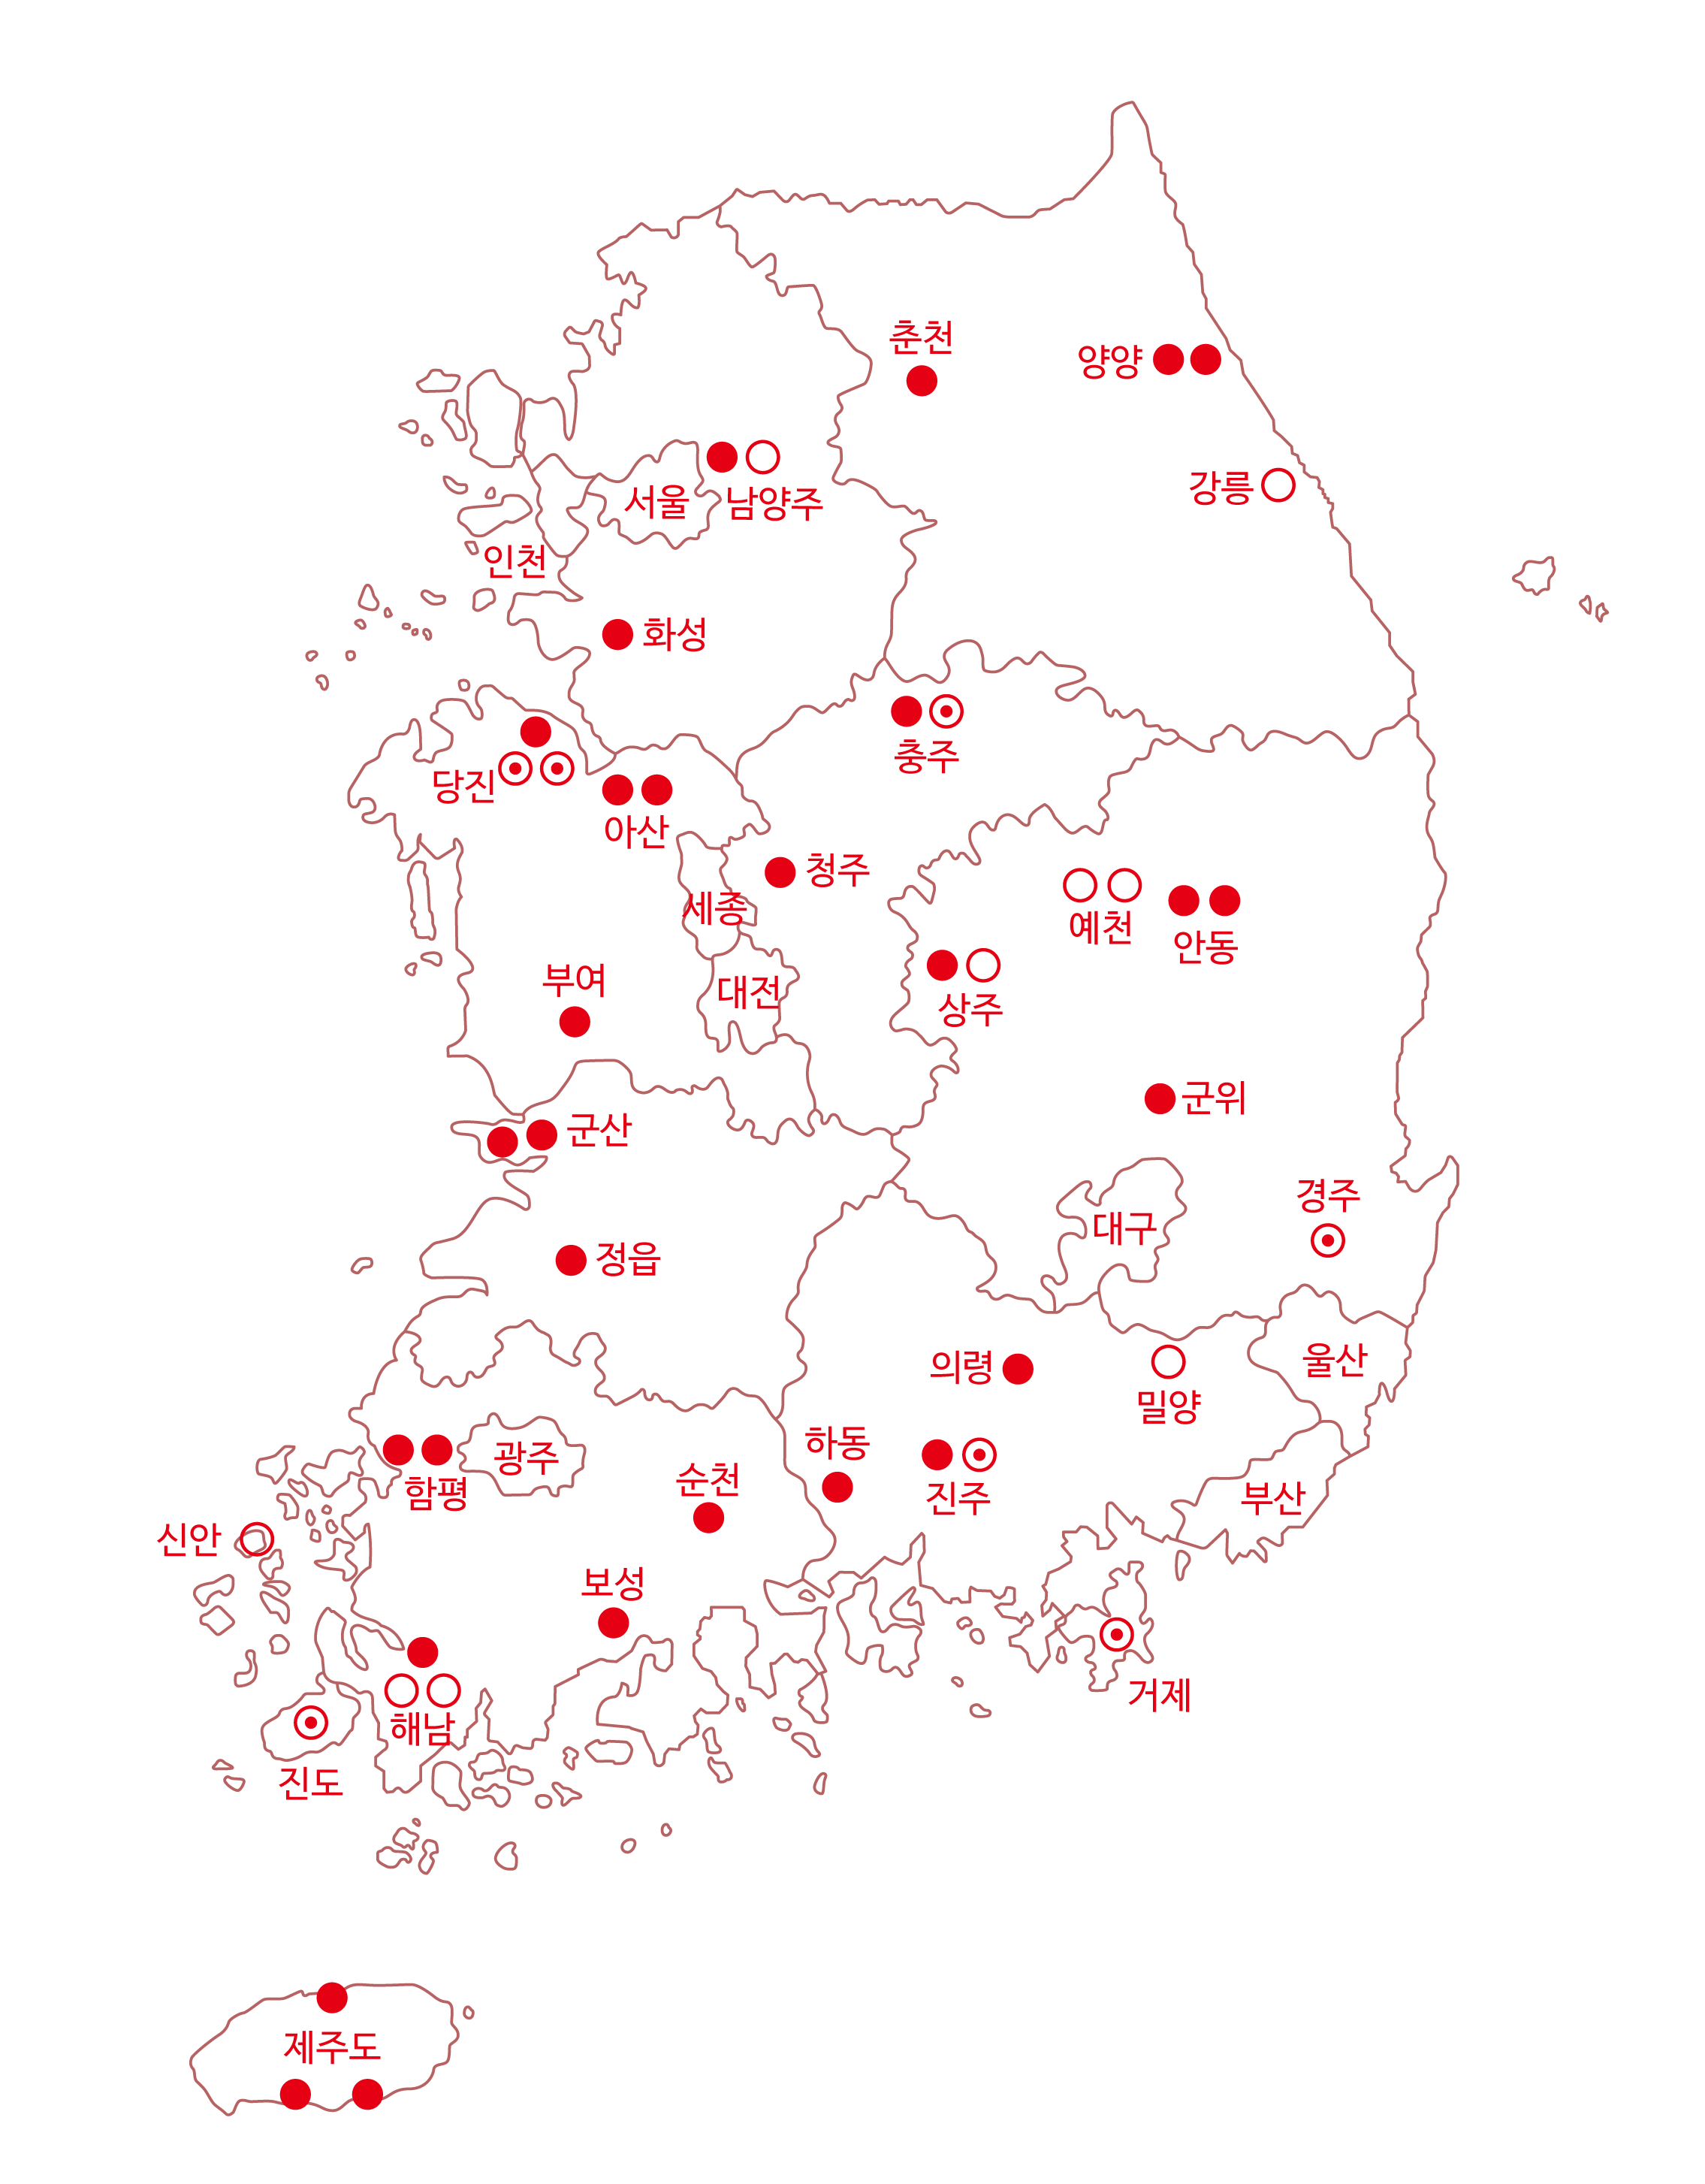 춘천
양양
강릉
서울
남양주
인천
화성
충주
당진
아산
청주
세종
예천
안동
부여
대전
상주
군위
군산
경주
대구
정읍
의령
울산
밀양
하동
함평
광주
순천
진주
부산
신안
보성
거제
해남
진도
제주도